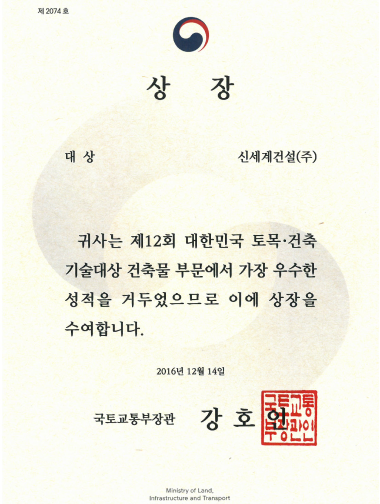 제 2074 호
상 장
대 상 신세계건설(주)
귀사는 제12회 대한민국 토목·건축
기술대상 건축물 부문에서 가장 우수한
성적을 거두었으므로 이에 상장을
수여합니다.
2016년 12월 14일
국토교통부장관 강 호 인
국토교통
부장관인
Ministry of Land,
Infrastructure and Transport